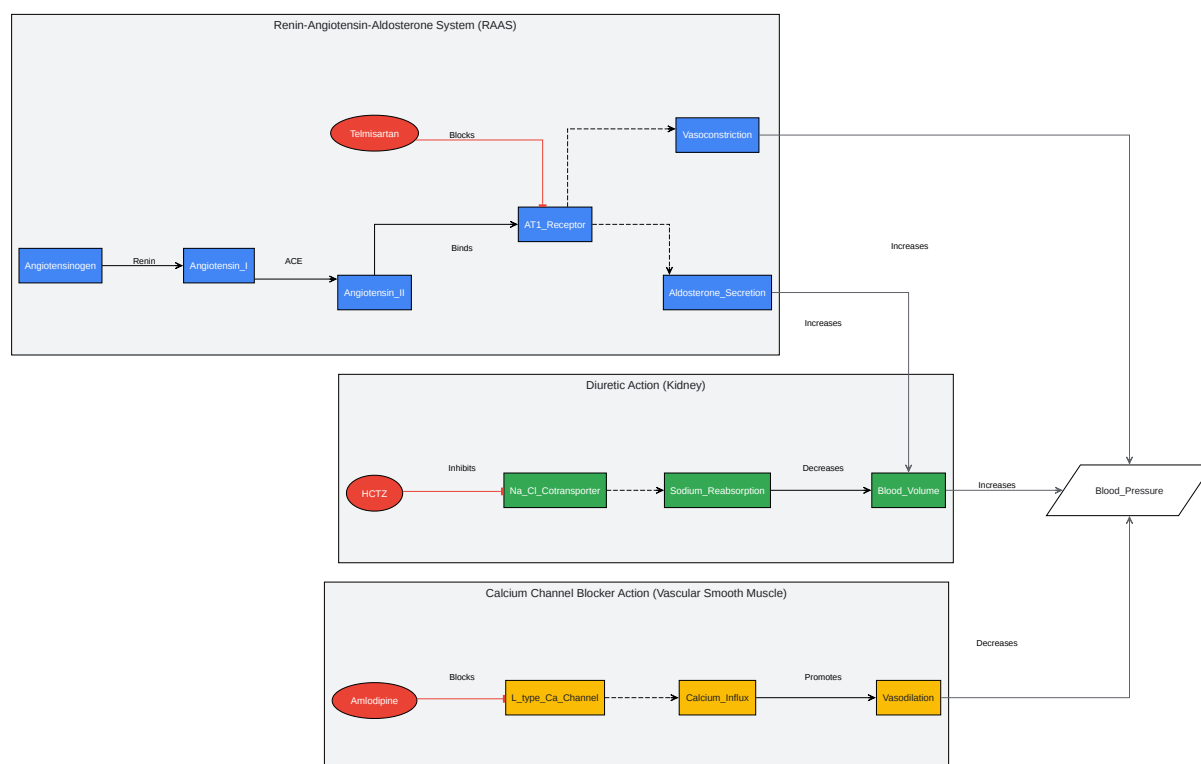 Renin-Angiotensin-Aldosterone System (RAAS)
Telmisartan
Blocks
Vasoconstriction
AT1_Receptor
Angiotensinogen
Renin
Angiotensin_I
ACE
Angiotensin_II
Binds
Aldosterone_Secretion
Increases
Increases
Diuretic Action (Kidney)
HCTZ
Inhibits
Na_Cl_Cotransporter
Sodium_Reabsorption
Decreases
Blood_Volume
Increases
Blood_Pressure
Calcium Channel Blocker Action (Vascular Smooth Muscle)
Amlodipine
Blocks
L_type_Ca_Channel
Calcium_Influx
Promotes
Vasodilation
Decreases